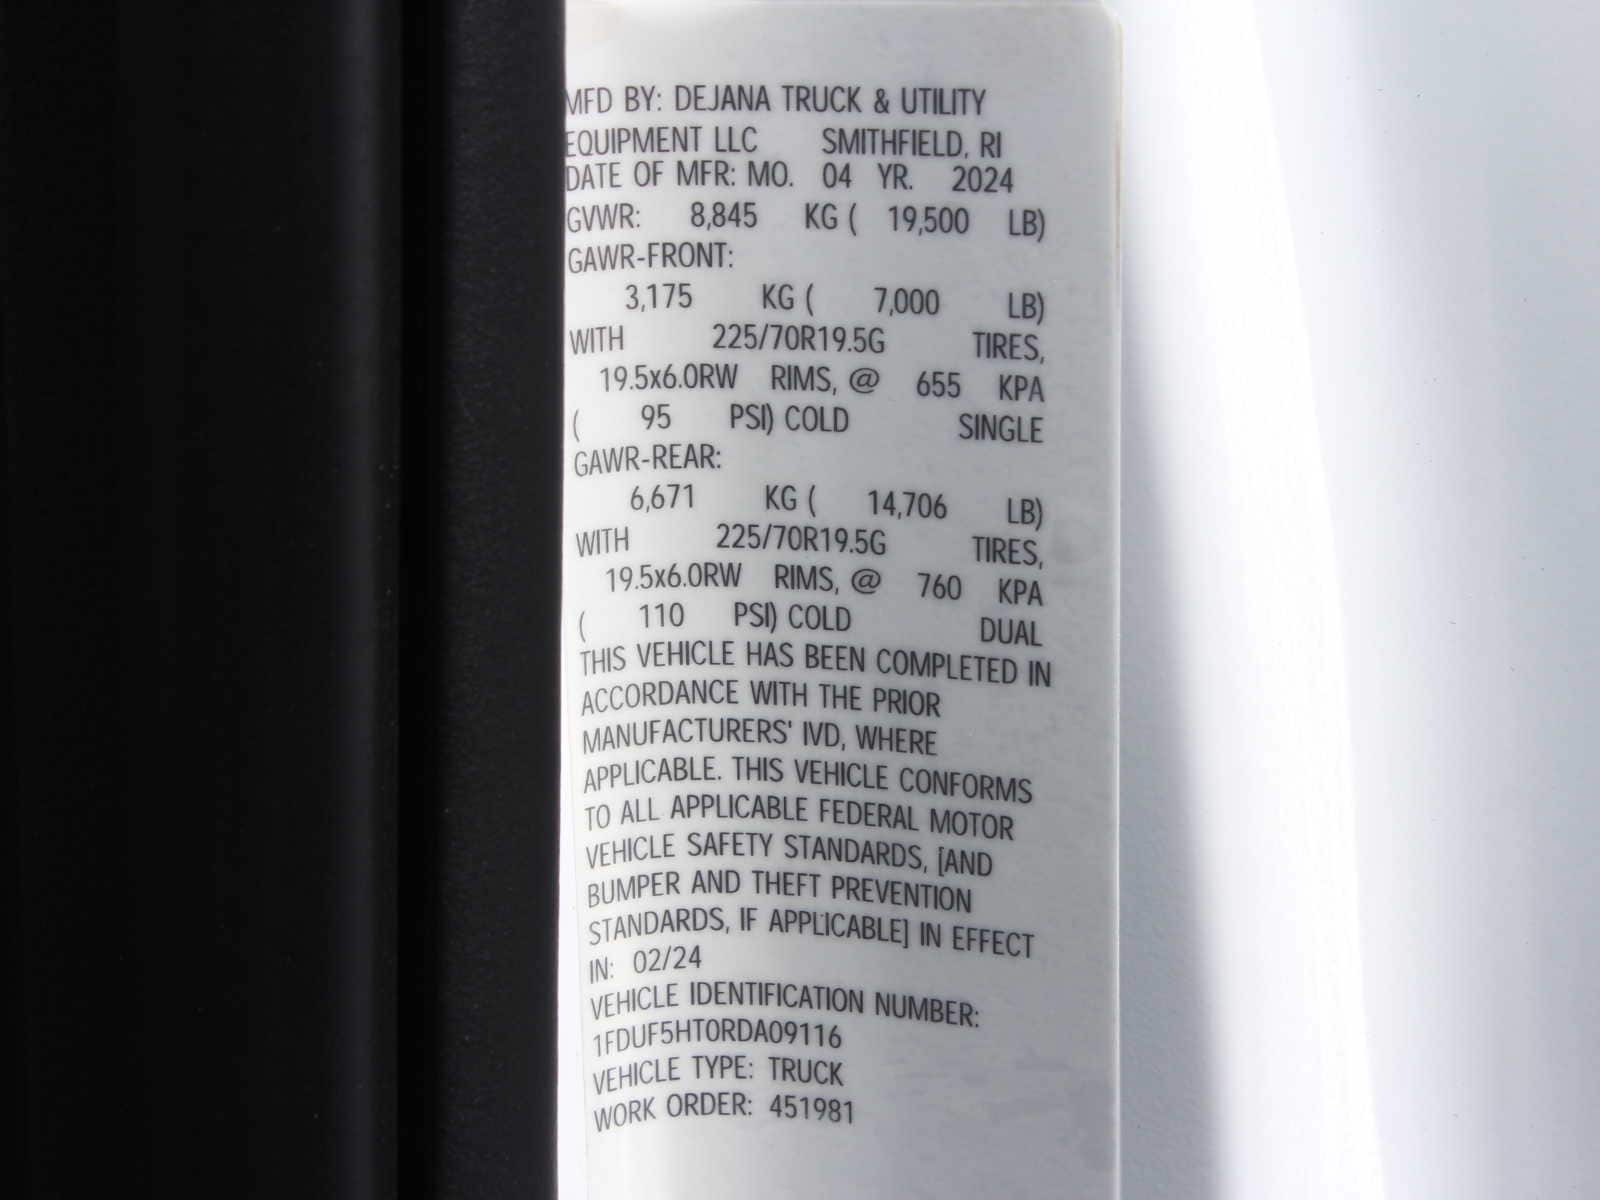 MFD BY: DEJANA TRUCK & UTILITY
EQUIPMENT LLC SMITHFIELD, RI
DATE OF MFR: MO. 04 YR. 2024
GVWR: 8,845 KG ( 19,500 LB)
GAWR-FRONT:
3,175 KG ( 7,000 LB)
WITH 225/70R19.5G TIRES,
19.5x6.0RW RIMS, @ 655 KPA
( 95 PSI) COLD SINGLE
GAWR-REAR:
6,671 KG ( 14,706 LB)
WITH 225/70R19.5G TIRES,
19.5x6.0RW RIMS, @ 760 KPA
( 110 PSI) COLD DUAL
THIS VEHICLE HAS BEEN COMPLETED IN
ACCORDANCE WITH THE PRIOR
MANUFACTURERS' IVD, WHERE
APPLICABLE. THIS VEHICLE CONFORMS
TO ALL APPLICABLE FEDERAL MOTOR
VEHICLE SAFETY STANDARDS, [AND
BUMPER AND THEFT PREVENTION
STANDARDS, IF APPLICABLE] IN EFFECT
IN: 02/24
VEHICLE IDENTIFICATION NUMBER:
1FDUF5HT0RDA09116
VEHICLE TYPE: TRUCK
WORK ORDER: 451981